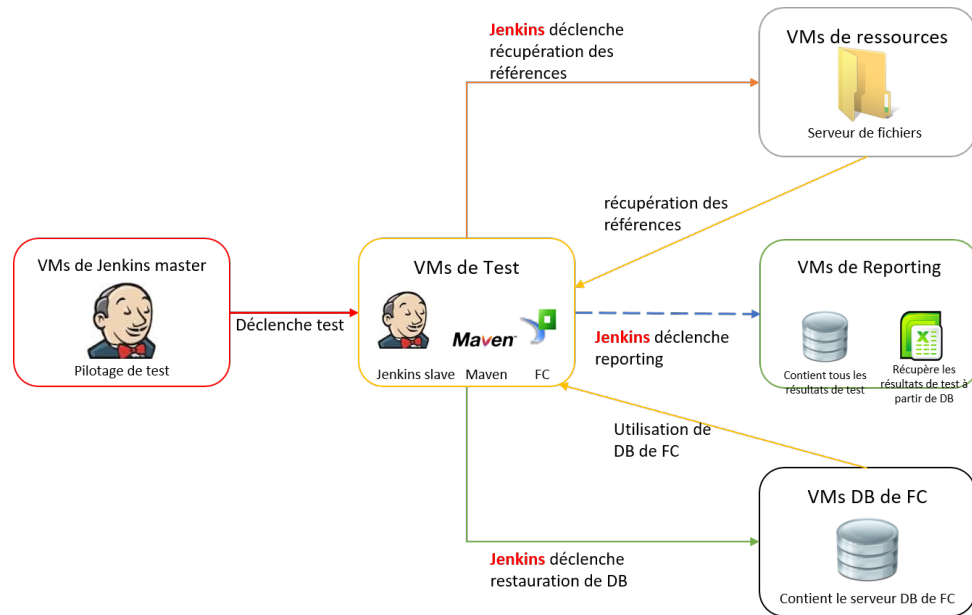 Jenkins déclenche
récupération des
références
VMs de ressources
Serveur de fichiers
récupération des
références
VMs de Jenkins master
Pilotage de test
Déclenche test
VMs de Test
Maven
Jenkins slave
Maven
FC
Jenkins déclenche
reporting
VMs de Reporting
Contient tous les
résultats de test
Récupère les
résultats de test à
partir de DB
Utilisation de
DB de FC
VMs DB de FC
Contient le serveur DB de FC
Jenkins déclenche
restauration de DB